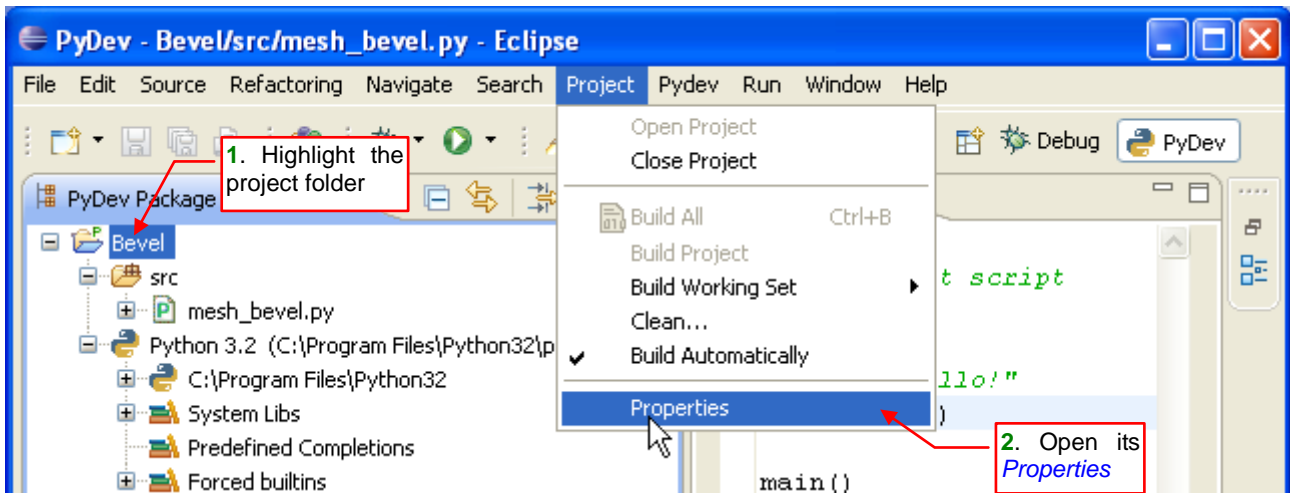 PyDev - Bevel/src/mesh_bevel.py - Eclipse
File Edit Source Refactoring Navigate Search Project Pydev Run Window Help
Open Project
Close Project
Build All Ctrl+B
Build Project
Build Working Set
Clean...
Build Automatically
Properties
Debug PyDev
1. Highlight the
project folder
PyDev Package
Bevel
src
mesh_bevel.py
Python 3.2 (C:\Program Files\Python32\p
C:\Program Files\Python32
System Libs
Predefined Completions
Forced builtins
t script
llo!"
)
main()
2. Open its
Properties